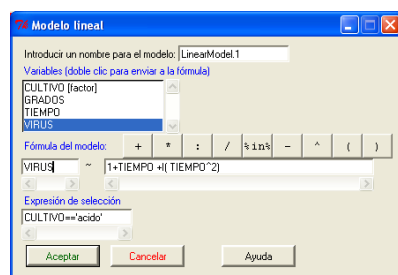 Modelo lineal
Introducir un nombre para el modelo: LinearModel.1
Variables (doble clic para enviar a la fórmula)
CULTIVO [factor]
GRADOS
TIEMPO
VIRUS
Fórmula del modelo: + * : / %in% - ^ ( )
VIRUS ~ 1+TIEMPO +I( TIEMPO^2)
Expresión de selección
CULTIVO=='acido'
Aceptar Cancelar Ayuda